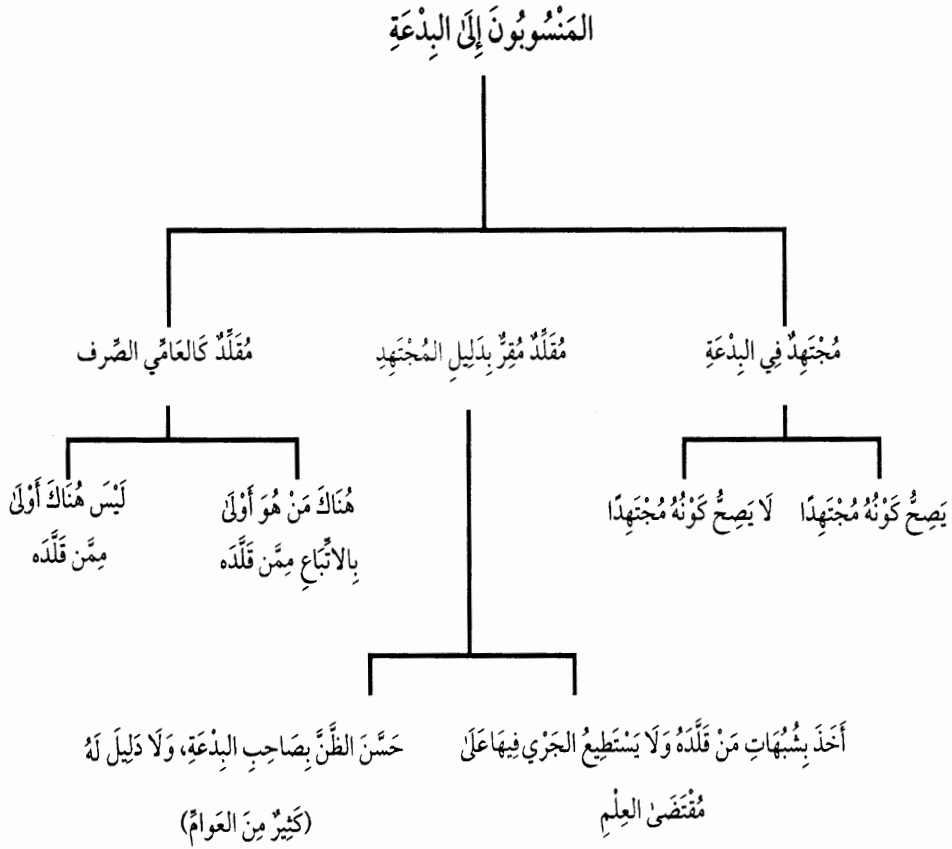 المَنْسُوبُونَ إِلَىٰ البِدْعَةِ
مُجْتَهِدٌ فِي البِدْعَةِ
مُقَلِّدٌ مُقِرٌّ بِدَلِيلِ المُجْتَهِدِ
مُقَلِّدٌ كَالعَامِّي الصِّرف
يَصِحُّ كَوْنُهُ مُجْتَهِدًا
لَا يَصِحُّ كَوْنُهُ مُجْتَهِدًا
هُنَاكَ مَنْ هُوَ أَوْلَىٰ
بِالاتِّبَاعِ مِمَّن قَلَّدَه
لَيْسَ هُنَاكَ أَوْلَىٰ
مِمَّن قَلَّدَه
أَخَذَ بِشُبُهَاتِ مَنْ قَلَّدَهُ وَلَا يَسْتَطِيعُ الجَرْي فِيهَا عَلَىٰ
مُقْتَضَىٰ العِلْمِ
حَسَّنَ الظَّنَّ بِصَاحِبِ البِدْعَةِ، وَلَا دَلِيلَ لَهُ
(كَثِيرٌ مِنَ العَوامِّ)